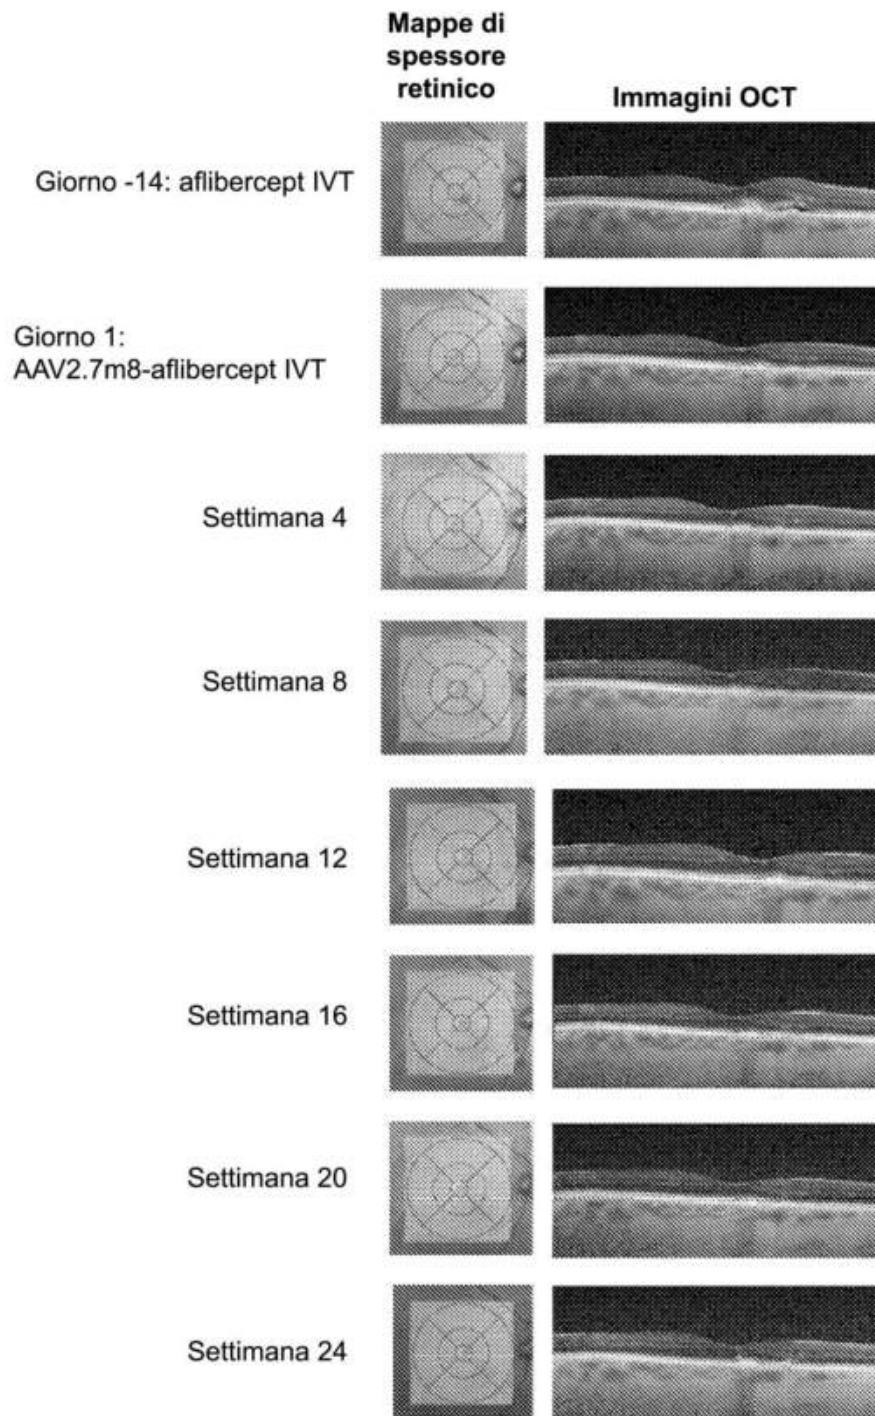 Mappe di
spessore
retinico
Immagini OCT
Giorno -14: aflibercept IVT
Giorno 1:
AAV2.7m8-aflibercept IVT
Settimana 4
Settimana 8
Settimana 12
Settimana 16
Settimana 20
Settimana 24